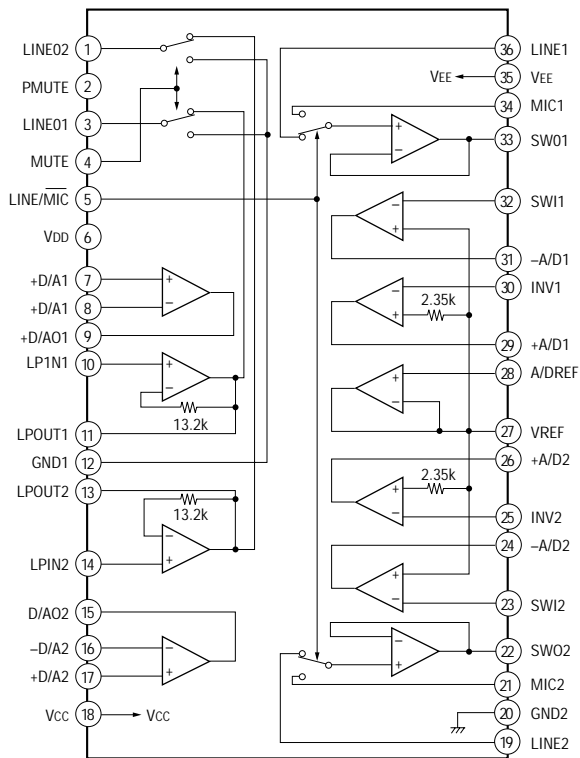 LINE02 1
PMUTE 2
LINE01 3
MUTE 4
LINE/MIC 5
VDD 6
+D/A1 7
+D/A1 8
+D/AO1 9
LP1N1 10
LPOUT1 11
GND1 12
LPOUT2 13
LPIN2 14
D/AO2 15
−D/A2 16
+D/A2 17
VCC 18 VCC
+
−
+
−
13.2k
13.2k
−
+
−
+
36 LINE1
VEE 35 VEE
34 MIC1
33 SW01
32 SWI1
31 −A/D1
30 INV1
29 +A/D1
28 A/DREF
27 VREF
26 +A/D2
25 INV2
24 −A/D2
23 SWI2
22 SWO2
21 MIC2
20 GND2
19 LINE2
+
−
−
+
−
+
2.35k
+
−
+
−
2.35k
+
−
−
+